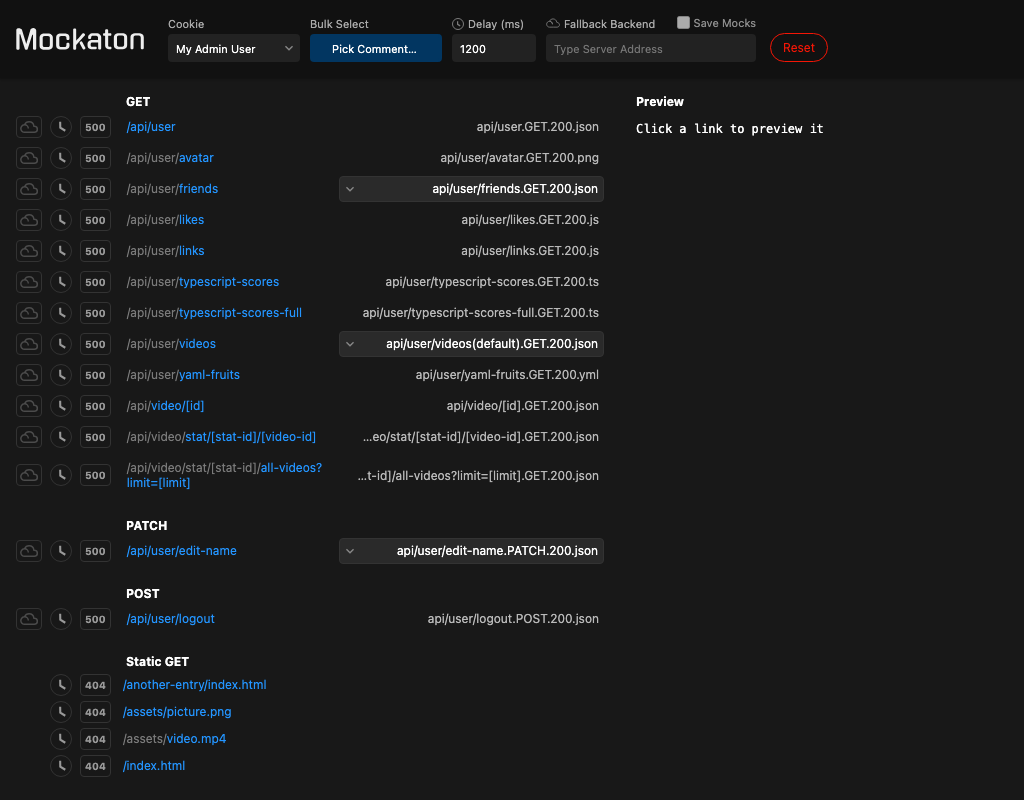 Mockaton
Cookie
My Admin User
Bulk Select
Pick Comment...
Delay (ms)
1200
Fallback Backend
Save Mocks
Type Server Address
Reset
GET
500 /api/user api/user.GET.200.json
500 /api/user/avatar api/user/avatar.GET.200.png
500 /api/user/friends api/user/friends.GET.200.json
500 /api/user/likes api/user/likes.GET.200.js
500 /api/user/links api/user/links.GET.200.js
500 /api/user/typescript-scores api/user/typescript-scores.GET.200.ts
500 /api/user/typescript-scores-full api/user/typescript-scores-full.GET.200.ts
500 /api/user/videos api/user/videos(default).GET.200.json
500 /api/user/yaml-fruits api/user/yaml-fruits.GET.200.yml
500 /api/video/[id] api/video/[id].GET.200.json
500 /api/video/stat/[stat-id]/[video-id] ...eo/stat/[stat-id]/[video-id].GET.200.json
500 /api/video/stat/[stat-id]/all-videos?
limit=[limit] ...t-id]/all-videos?limit=[limit].GET.200.json
PATCH
500 /api/user/edit-name api/user/edit-name.PATCH.200.json
POST
500 /api/user/logout api/user/logout.POST.200.json
Static GET
404 /another-entry/index.html
404 /assets/picture.png
404 /assets/video.mp4
404 /index.html
Preview
Click a link to preview it